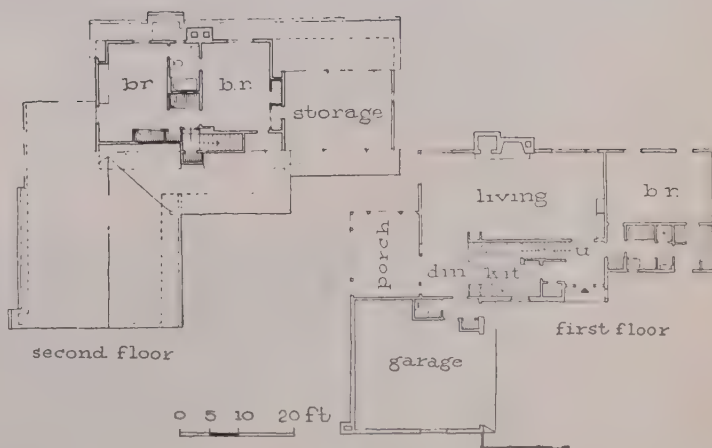 br
b.r.
storage
living
b.r.
porch
din
kit
u
second floor
first floor
garage
0 5 10 20 ft